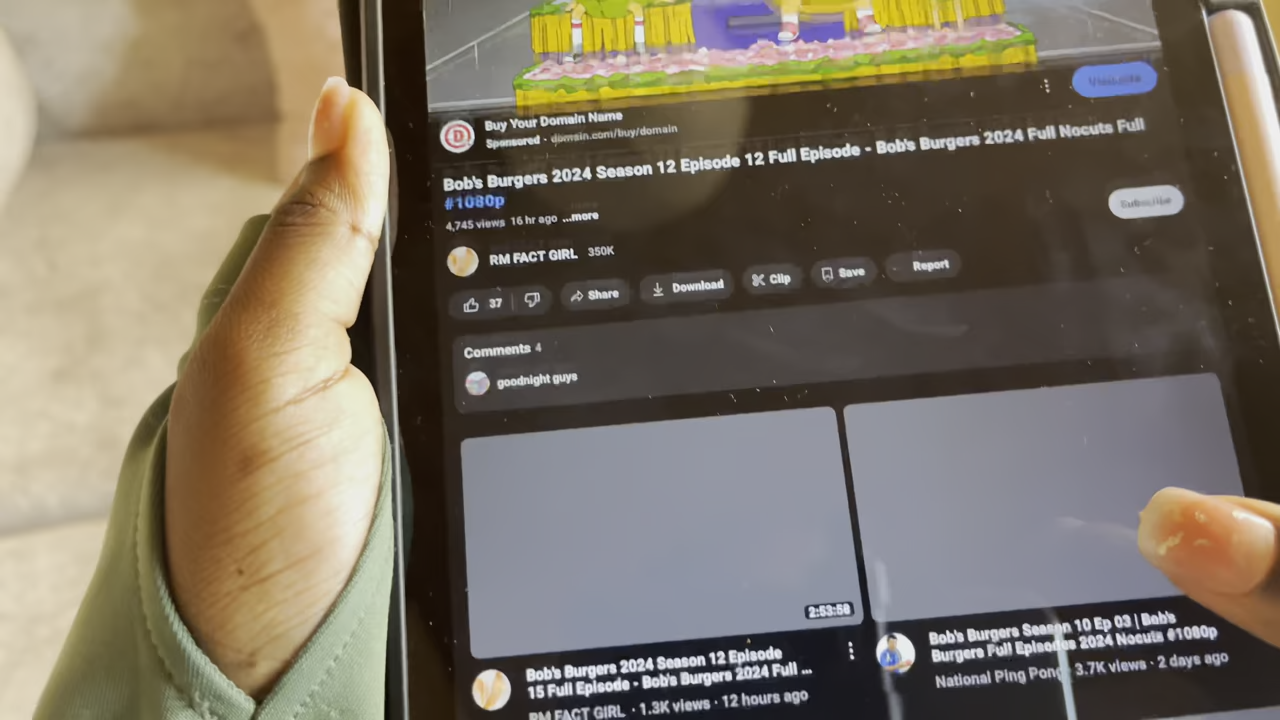 Buy Your Domain Name
Sponsored · domain.com/buy/domain
Bob's Burgers 2024 Season 12 Episode 12 Full Episode - Bob's Burgers 2024 Full Nocuts Full
#1080p
4,745 views 16 hr ago ...more
Subscribe
RM FACT GIRL 350K
37
Share
Download
Clip
Save
Report
Comments 4
goodnight guys
2:53:58
Bob's Burgers 2024 Season 12 Episode
15 Full Episode - Bob's Burgers 2024 Full ...
RM FACT GIRL · 1.3K views · 12 hours ago
Bob's Burgers Season 10 Ep 03 | Bob's
Burgers Full Episodes 2024 Nocuts #1080p
National Ping Pong 3.7K views · 2 days ago